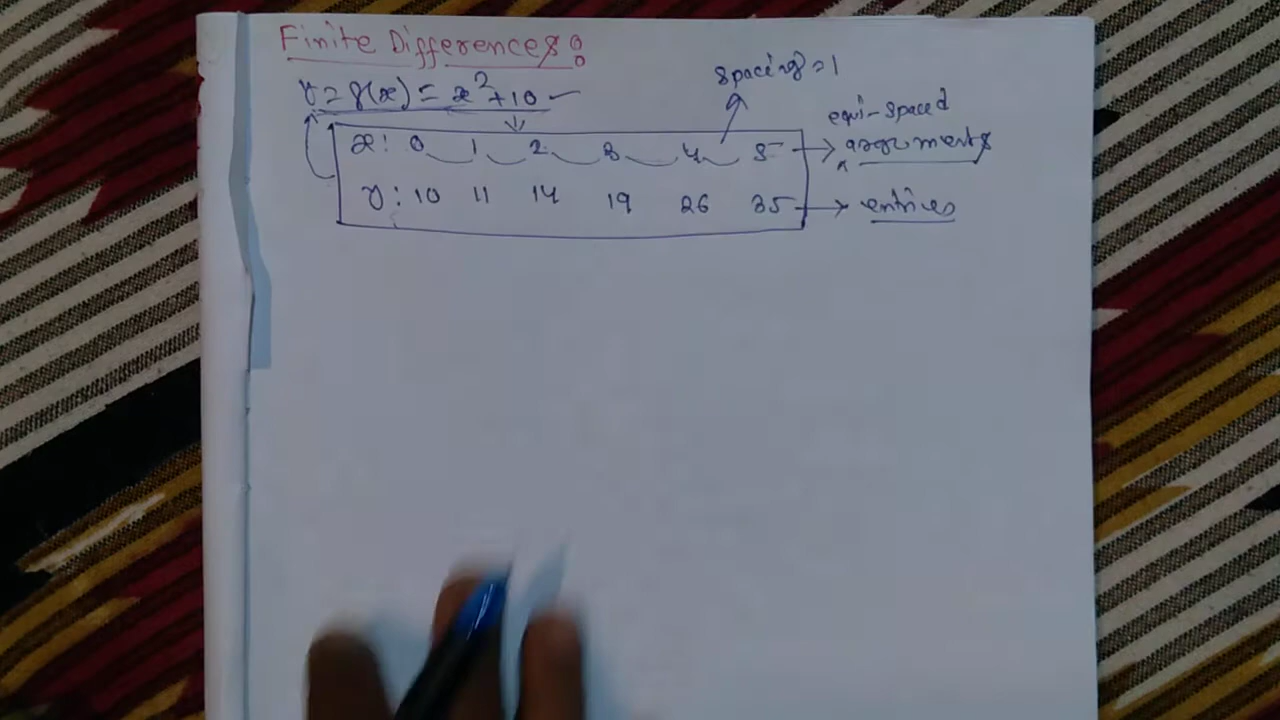 Finite Differences:
y = f(x) = x²+10
spacing = 1
equi-spaced
x: 0 1 2 3 4 5 → arguments
y: 10 11 14 19 26 35 → entries